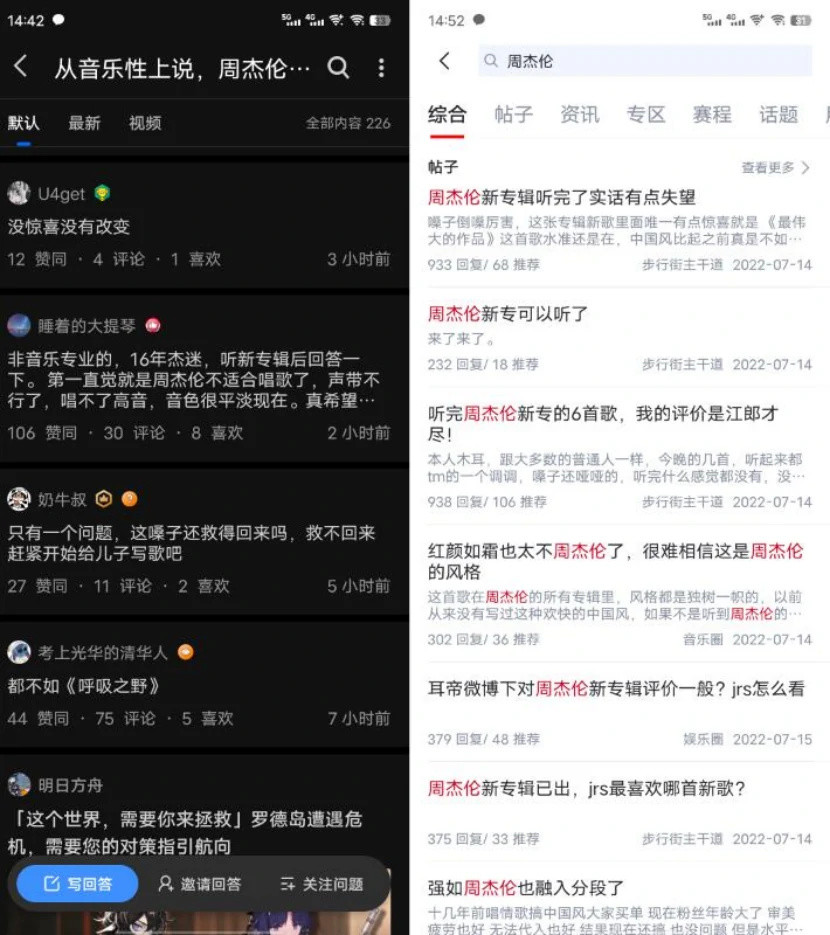 14:42
5G 4G 33
从音乐性上说，周杰伦…
默认 最新 视频 全部内容 226
U4get
没惊喜没有改变
12 赞同 · 4 评论 · 1 喜欢 3 小时前
睡着的大提琴
非音乐专业的，16年杰迷，听新专辑后回答一
下。第一直觉就是周杰伦不适合唱歌了，声带不
行了，唱不了高音，音色很平淡现在。真希望…
106 赞同 · 30 评论 · 8 喜欢 2 小时前
奶牛叔
只有一个问题，这嗓子还救得回来吗，救不回来
赶紧开始给儿子写歌吧
27 赞同 · 11 评论 · 2 喜欢 5 小时前
考上光华的清华人
都不如《呼吸之野》
44 赞同 · 75 评论 · 5 喜欢 7 小时前
明日方舟
「这个世界，需要你来拯救」罗德岛遭遇危
机，需要您的对策指引航向
写回答 邀请回答 关注问题
14:52
5G 4G 31
周杰伦
综合 帖子 资讯 专区 赛程 话题
帖子 查看更多
周杰伦新专辑听完了实话有点失望
嗓子倒嗓厉害，这张专辑新歌里面唯一有点惊喜就是 《最伟
大的作品》这首歌水准还是在，中国风比起之前真是不如…
933 回复/ 68 推荐 步行街主干道 2022-07-14
周杰伦新专可以听了
来了来了。
232 回复/ 18 推荐 步行街主干道 2022-07-14
听完周杰伦新专的6首歌，我的评价是江郎才
尽！
本人木耳，跟大多数的普通人一样，今晚的几首，听起来都
tm的一个调调，嗓子还哑哑的，听完什么感觉都没有，没…
938 回复/ 106 推荐 步行街主干道 2022-07-14
红颜如霜也太不周杰伦了，很难相信这是周杰伦
的风格
这首歌在周杰伦的所有专辑里，风格都是独树一帜的，以前
从来没有写过这种欢快的中国风，如果不是听到周杰伦的…
302 回复/ 36 推荐 音乐圈 2022-07-14
耳帝微博下对周杰伦新专辑评价一般？jrs怎么看
379 回复/ 48 推荐 娱乐圈 2022-07-15
周杰伦新专辑已出，jrs最喜欢哪首新歌？
375 回复/ 33 推荐 步行街主干道 2022-07-14
强如周杰伦也融入分段了
十几年前唱情歌搞中国风大家买单 现在粉丝年龄大了 审美
疲劳也好 无法代入也好 结果现在还搞 也没问题 但是水平…